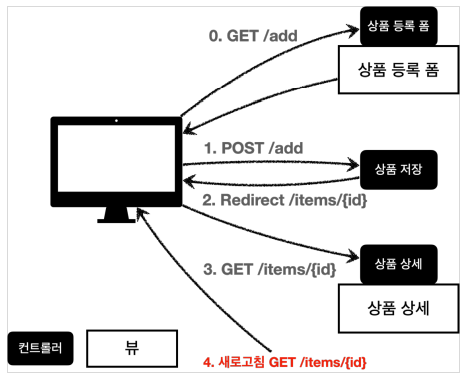 상품 등록 폼
0. GET /add
상품 등록 폼
1. POST /add
상품 저장
2. Redirect /items/{id}
상품 상세
3. GET /items/{id}
상품 상세
컨트롤러
뷰
4. 새로고침 GET /items/{id}